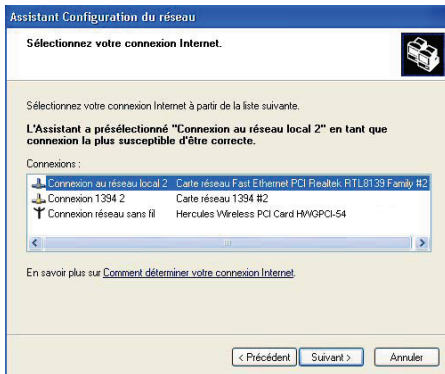 Assistant Configuration du réseau
Sélectionnez votre connexion Internet.
Sélectionnez votre connexion Internet à partir de la liste suivante.
L'Assistant a présélectionné "Connexion au réseau local 2" en tant que
connexion la plus susceptible d'être correcte.
Connexions :
Connexion au réseau local 2 Carte réseau Fast Ethernet PCI Realtek RTL8139 Family #2
Connexion 1394 2 Carte réseau 1394 #2
Connexion réseau sans fil Hercules Wireless PCI Card HWGPCI-54
En savoir plus sur Comment déterminer votre connexion Internet.
< Précédent Suivant > Annuler